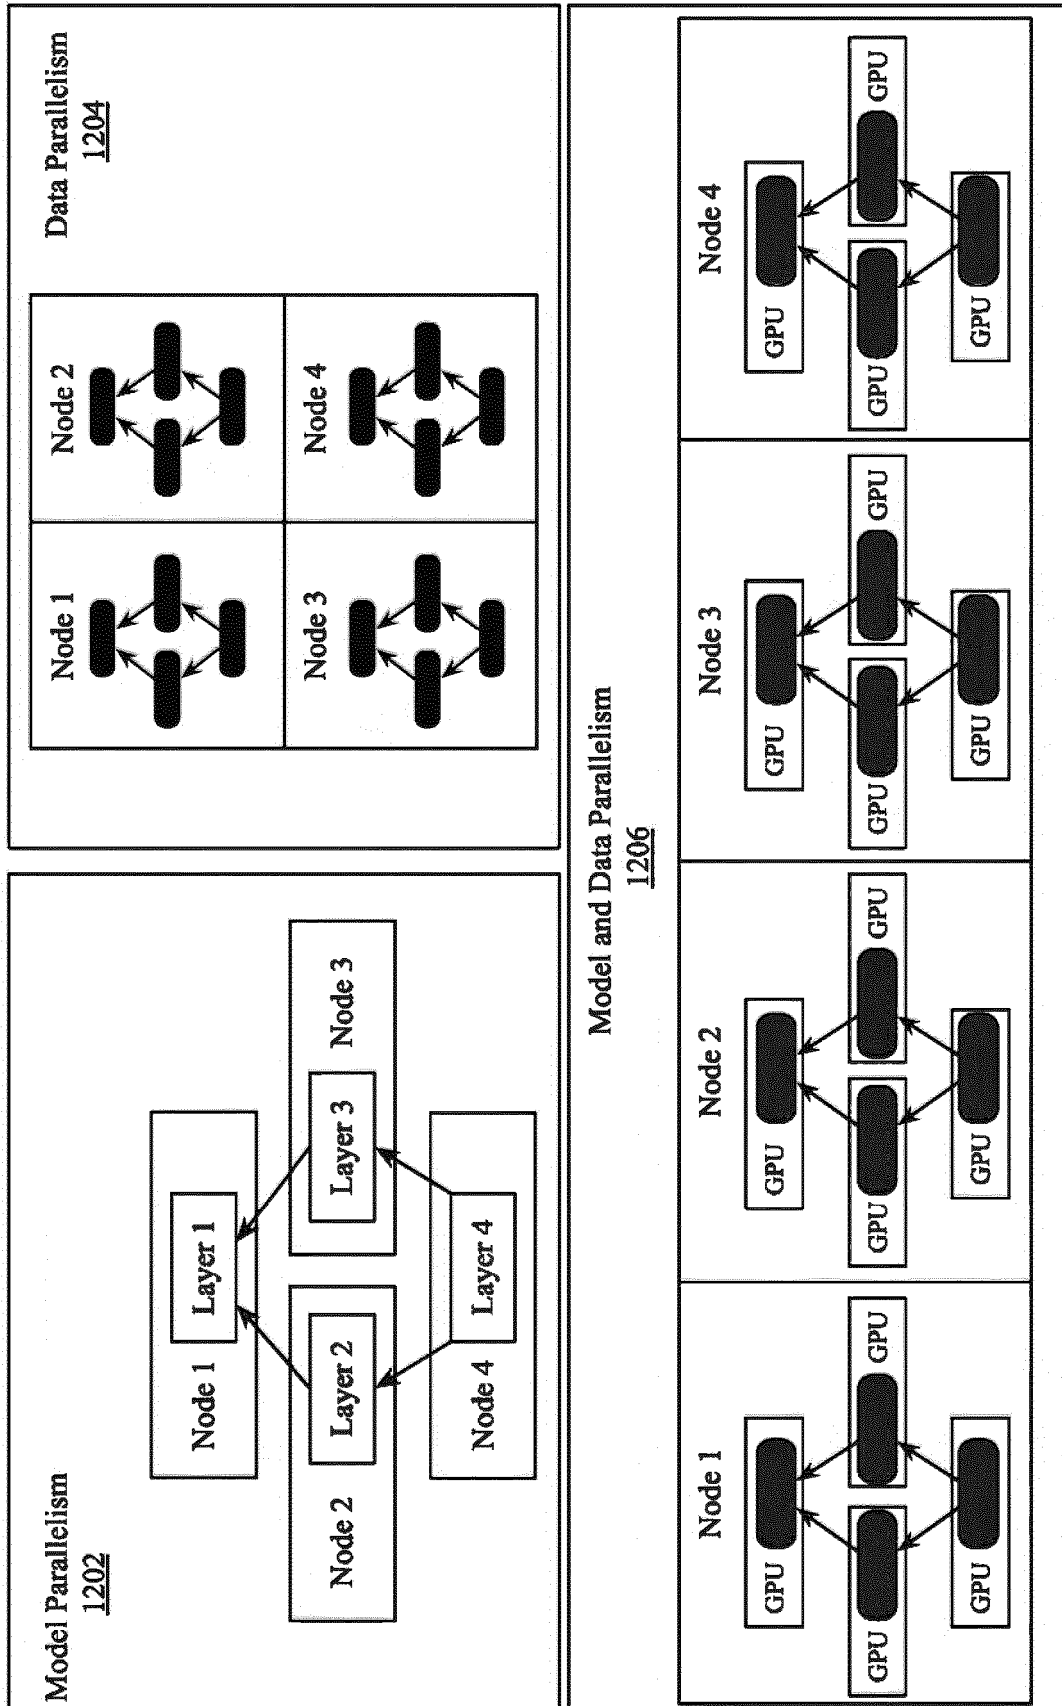 Model Parallelism
1202
Node 1
Layer 1
Node 2
Layer 2
Layer 3
Node 3
Node 4
Layer 4
Data Parallelism
1204
Node 1
Node 2
Node 3
Node 4
Model and Data Parallelism
1206
Node 1
GPU
GPU
GPU
GPU
Node 2
GPU
GPU
GPU
GPU
Node 3
GPU
GPU
GPU
GPU
Node 4
GPU
GPU
GPU
GPU